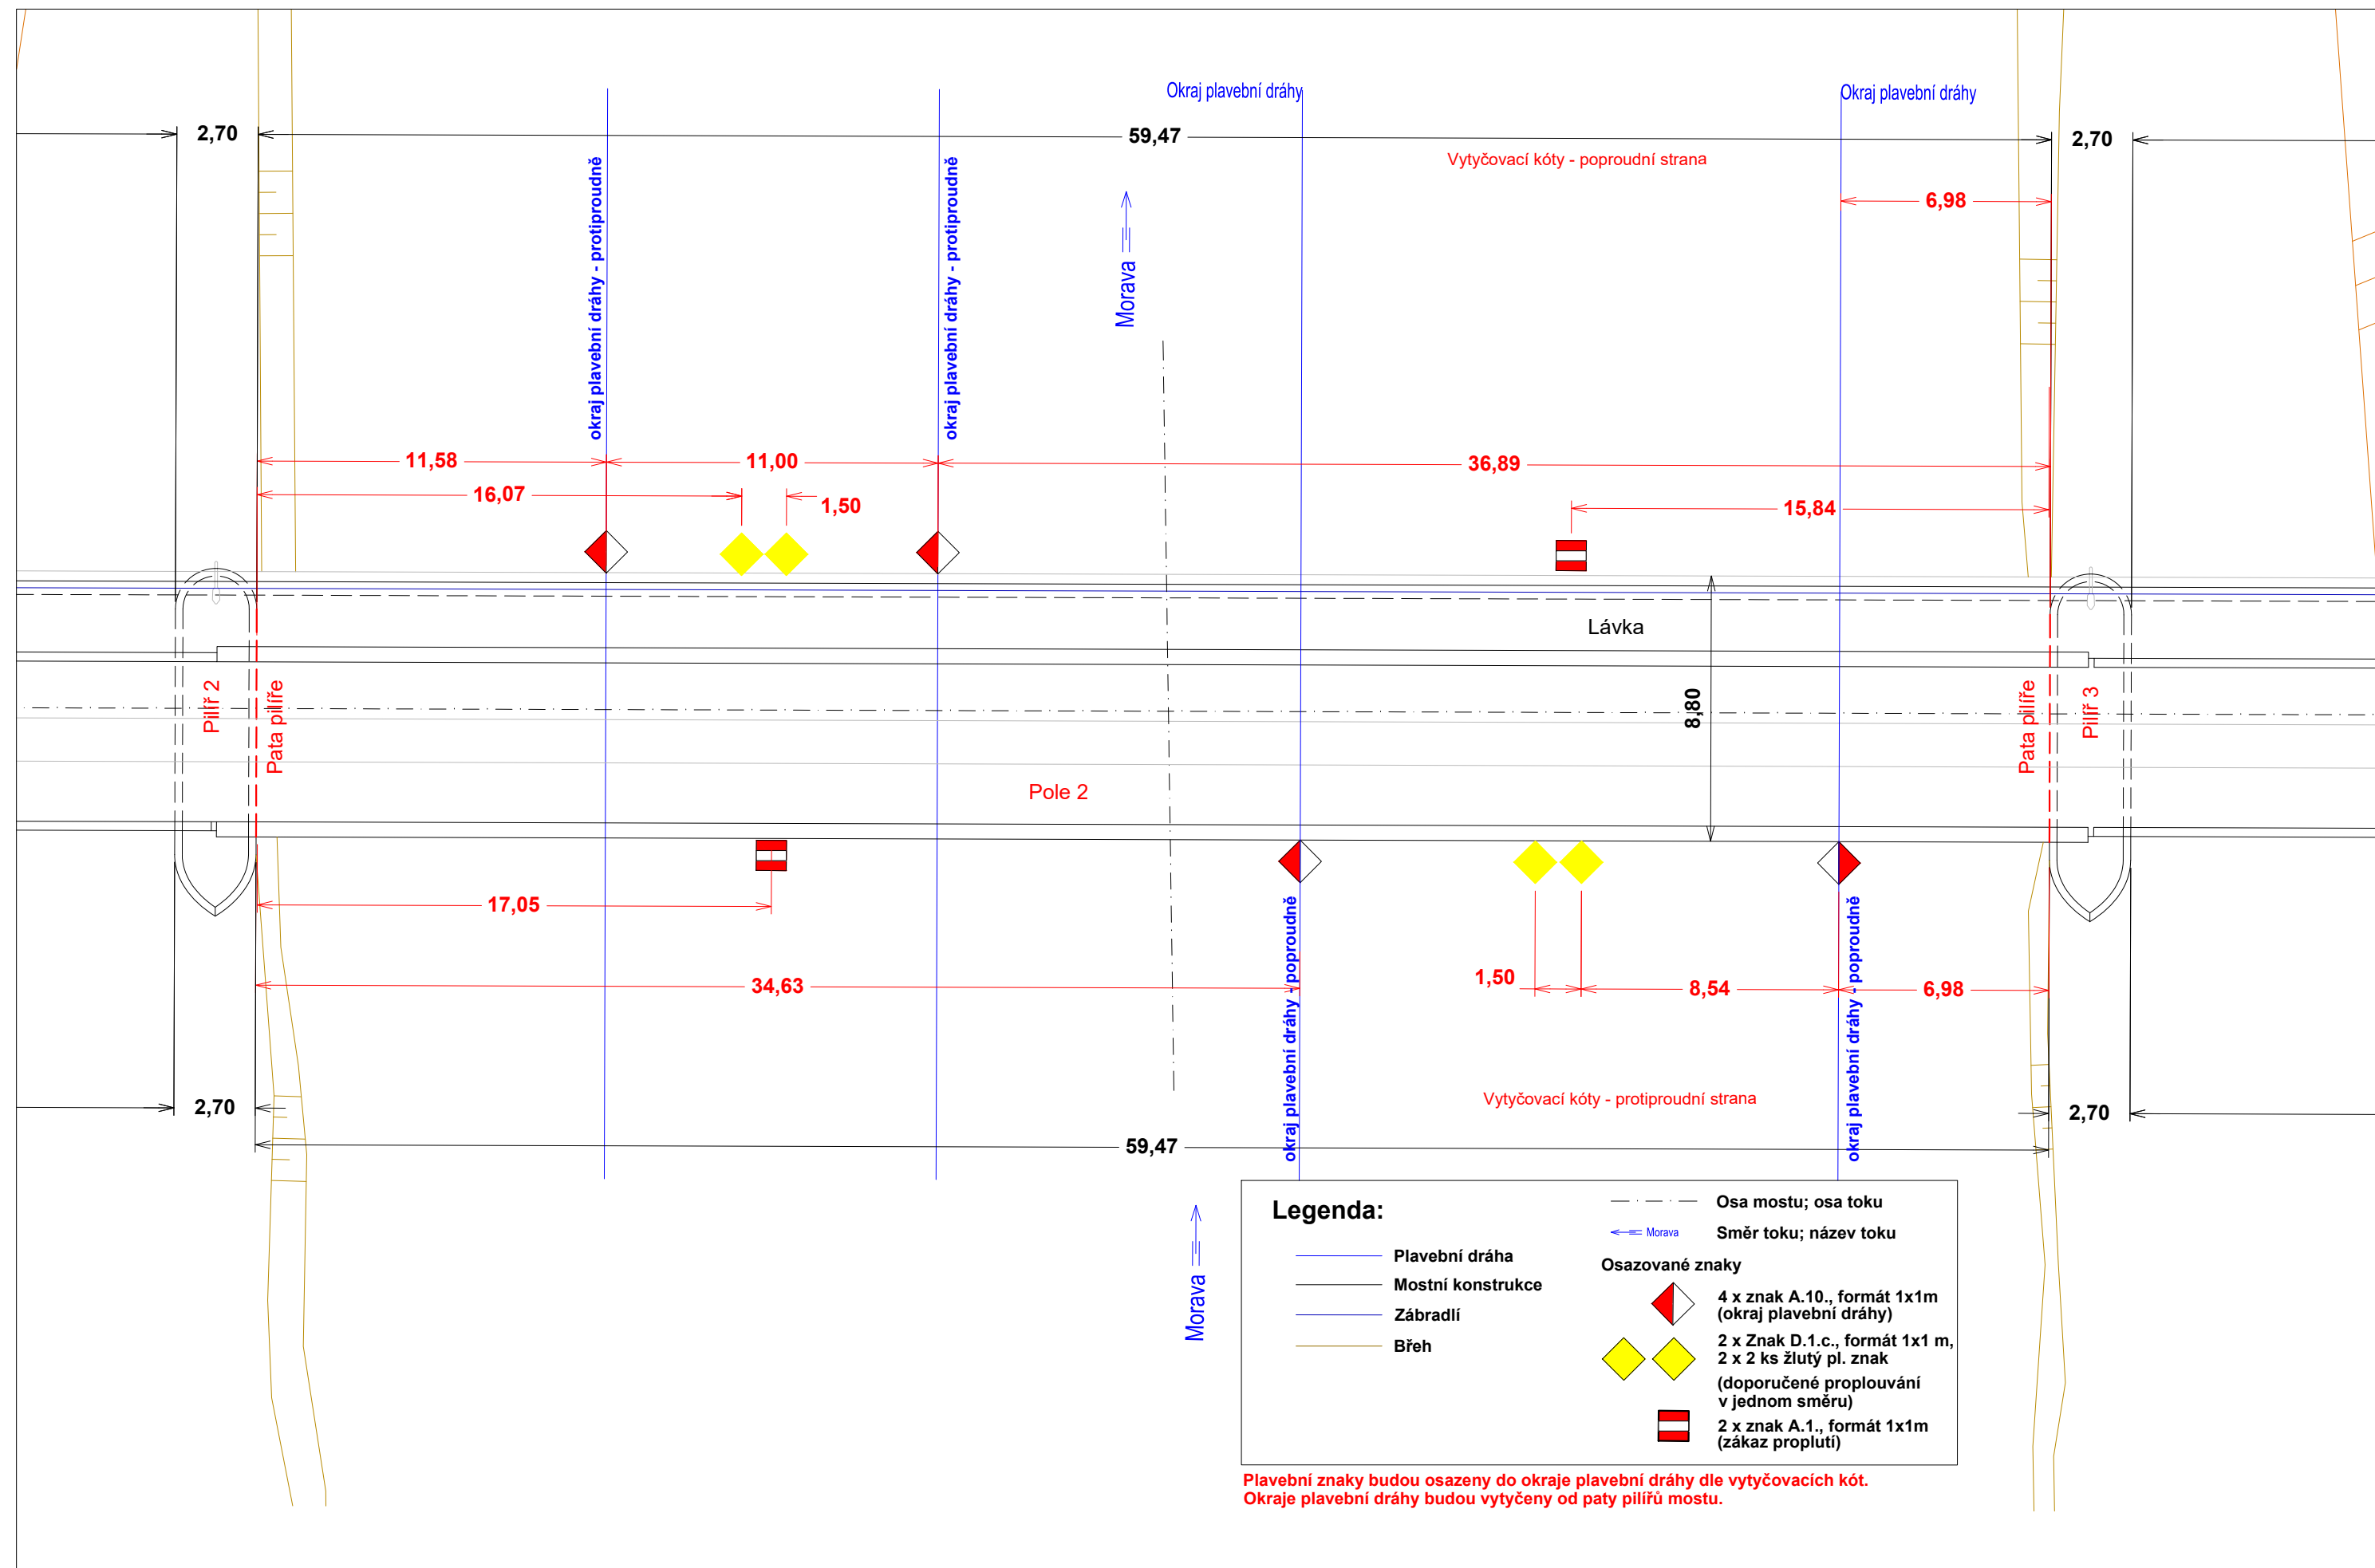 Okraj plavební dráhy
Okraj plavební dráhy
2,70
59,47
2,70
Vytyčovací kóty - poproudní strana
6,98
okraj plavební dráhy - protiproudně
okraj plavební dráhy - protiproudně
Morava
11,58
11,00
36,89
16,07
1,50
15,84
Lávka
Pilíř 2
Pata pilíře
8,80
Pata pilíře
Pilíř 3
Pole 2
17,05
34,63
1,50
8,54
6,98
okraj plavební dráhy - poproudně
okraj plavební dráhy - poproudně
Vytyčovací kóty - protiproudní strana
2,70
2,70
59,47
Morava
Legenda:
Plavební dráha
Mostní konstrukce
Zábradlí
Břeh
Osa mostu; osa toku
Morava
Směr toku; název toku
Osazované znaky
4 x znak A.10., formát 1x1m
(okraj plavební dráhy)
2 x Znak D.1.c., formát 1x1 m,
2 x 2 ks žlutý pl. znak
(doporučené proplouvání
v jednom směru)
2 x znak A.1., formát 1x1m
(zákaz proplutí)
Plavební znaky budou osazeny do okraje plavební dráhy dle vytyčovacích kót.
Okraje plavební dráhy budou vytyčeny od paty pilířů mostu.